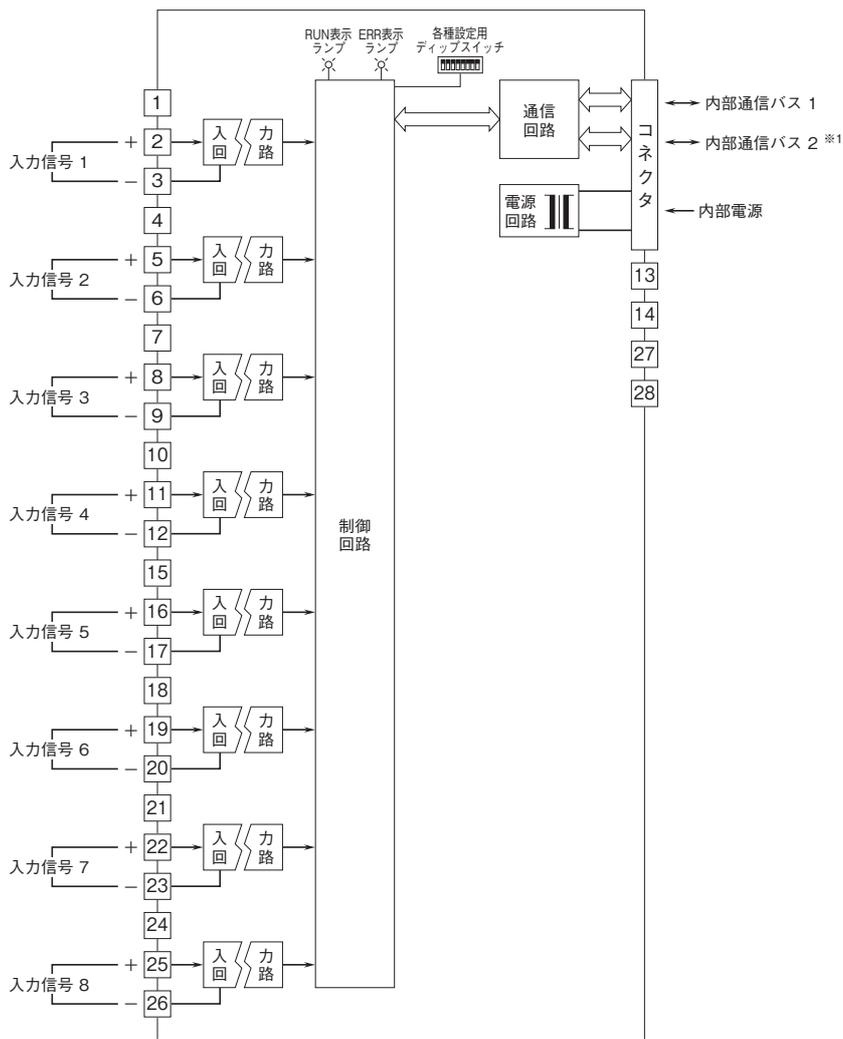 RUN表示
ランプ
ERR表示
ランプ
各種設定用
ディップスイッチ
通信
回路
コネクタ
内部通信バス 1
内部通信バス 2 ※1
電源
回路
内部電源
13
14
27
28
制御
回路
1
入力信号 1
+ 2
− 3
入 力
回 路
4
入力信号 2
+ 5
− 6
入 力
回 路
7
入力信号 3
+ 8
− 9
入 力
回 路
10
入力信号 4
+ 11
− 12
入 力
回 路
15
入力信号 5
+ 16
− 17
入 力
回 路
18
入力信号 6
+ 19
− 20
入 力
回 路
21
入力信号 7
+ 22
− 23
入 力
回 路
24
入力信号 8
+ 25
− 26
入 力
回 路